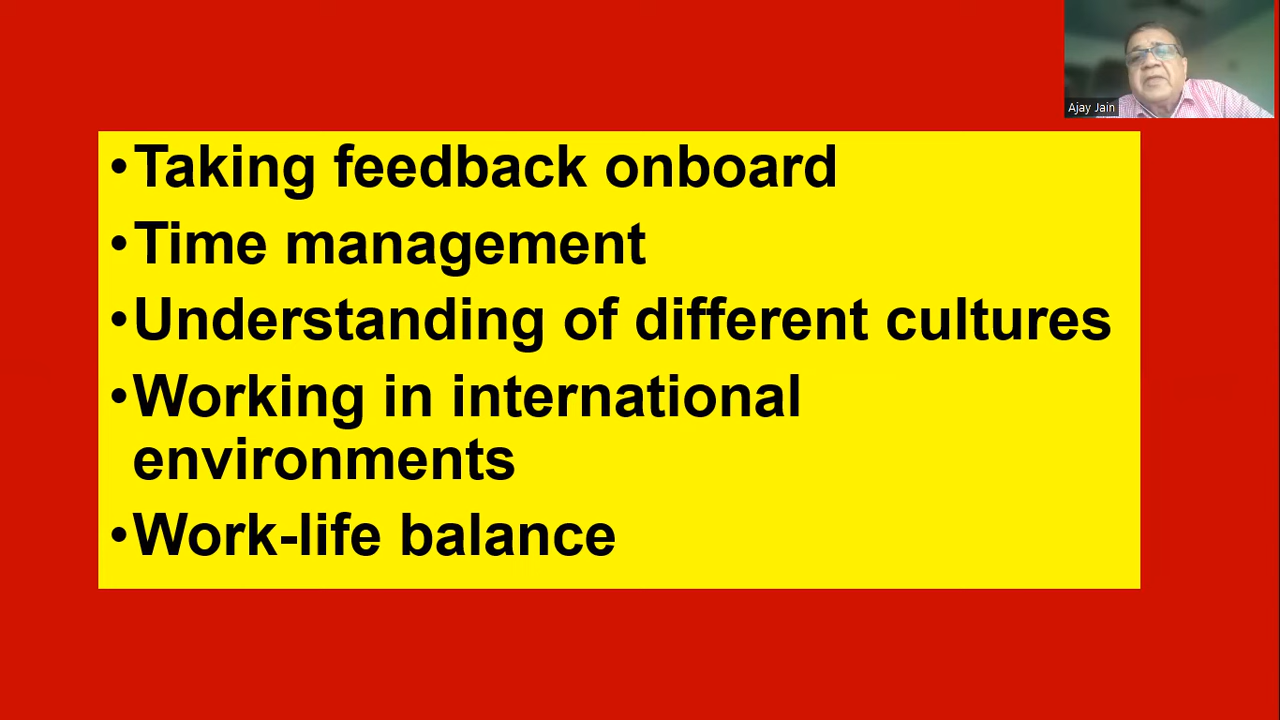 Ajay Jain
•Taking feedback onboard
•Time management
•Understanding of different cultures
•Working in international
environments
•Work-life balance